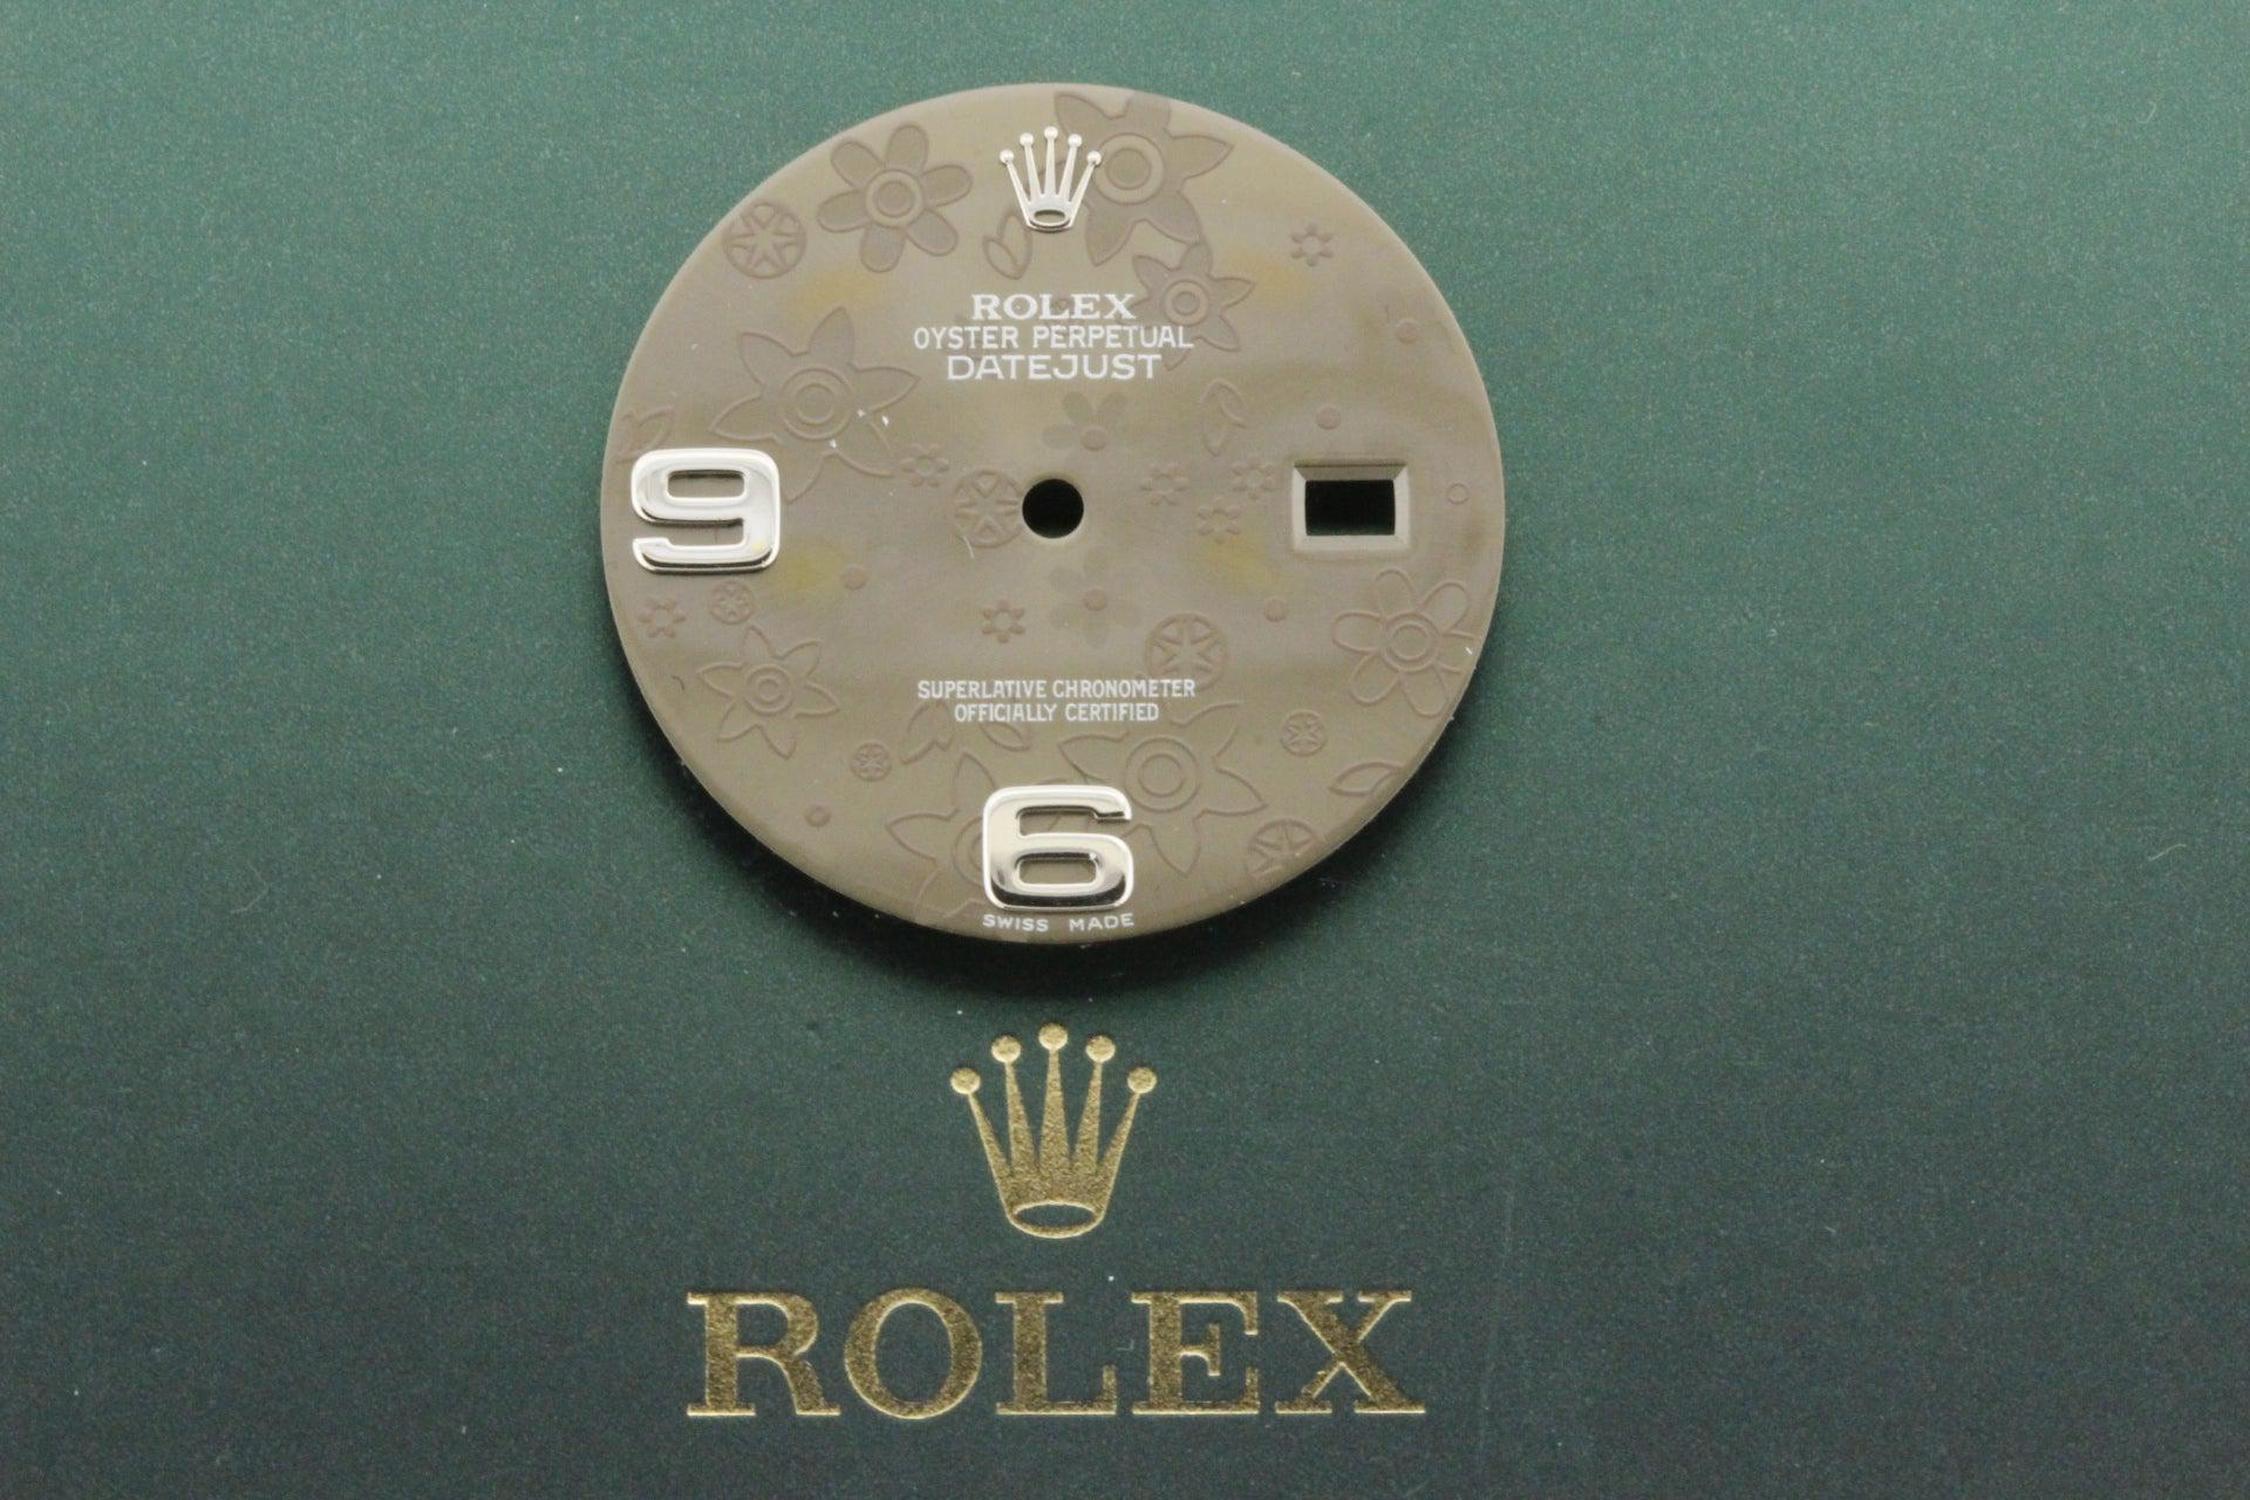 ROLEX
OYSTER PERPETUAL
DATEJUST
9
SUPERLATIVE CHRONOMETER
OFFICIALLY CERTIFIED
6
SWISS MADE
ROLEX